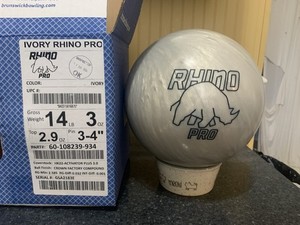 brunswickbowling.com
IVORY RHINO PRO
RHINO
PRO
OK
COLOR: IVORY
UPC #:
Gross Weight 14 LB 3 OZ
Top 2.9 OZ Pin 3-4"
PART#: 60-108239-934
SERIAL #:
RHINO
PRO